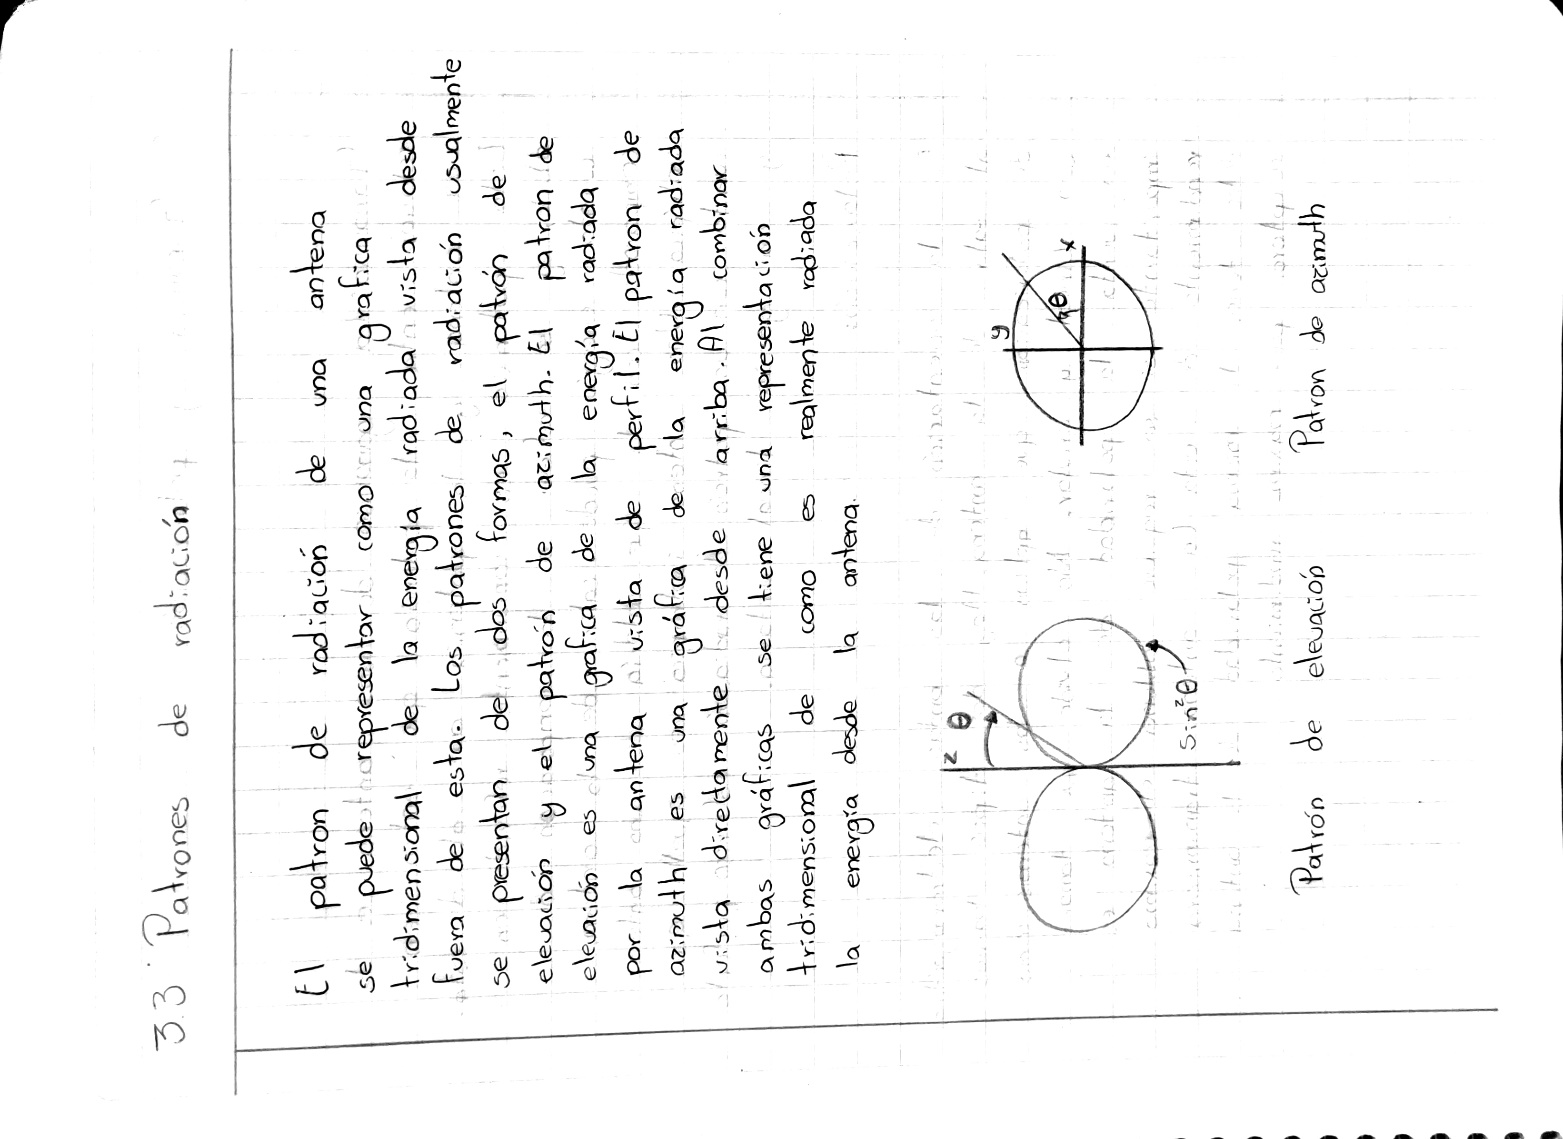 3.3 Patrones de radiación
El patron de radiación de una antena
se puede representar como una grafica
tridimensional de la energía radiada vista desde
fuera de esta. Los patrones de radiación usualmente
se presentan de dos formas, el patrón de
elevación y el patrón de azimuth. El patron de
elevación es una grafica de la energía radiada
por la antena vista de perfil. El patron de
azimuth es una gráfica de la energía radiada
vista directamente desde arriba. Al combinar
ambas gráficas se tiene una representación
tridimensional de como es realmente radiada
la energía desde la antena.
z θ
sin²θ
y
θ
x
Patrón de elevación
Patron de azimuth